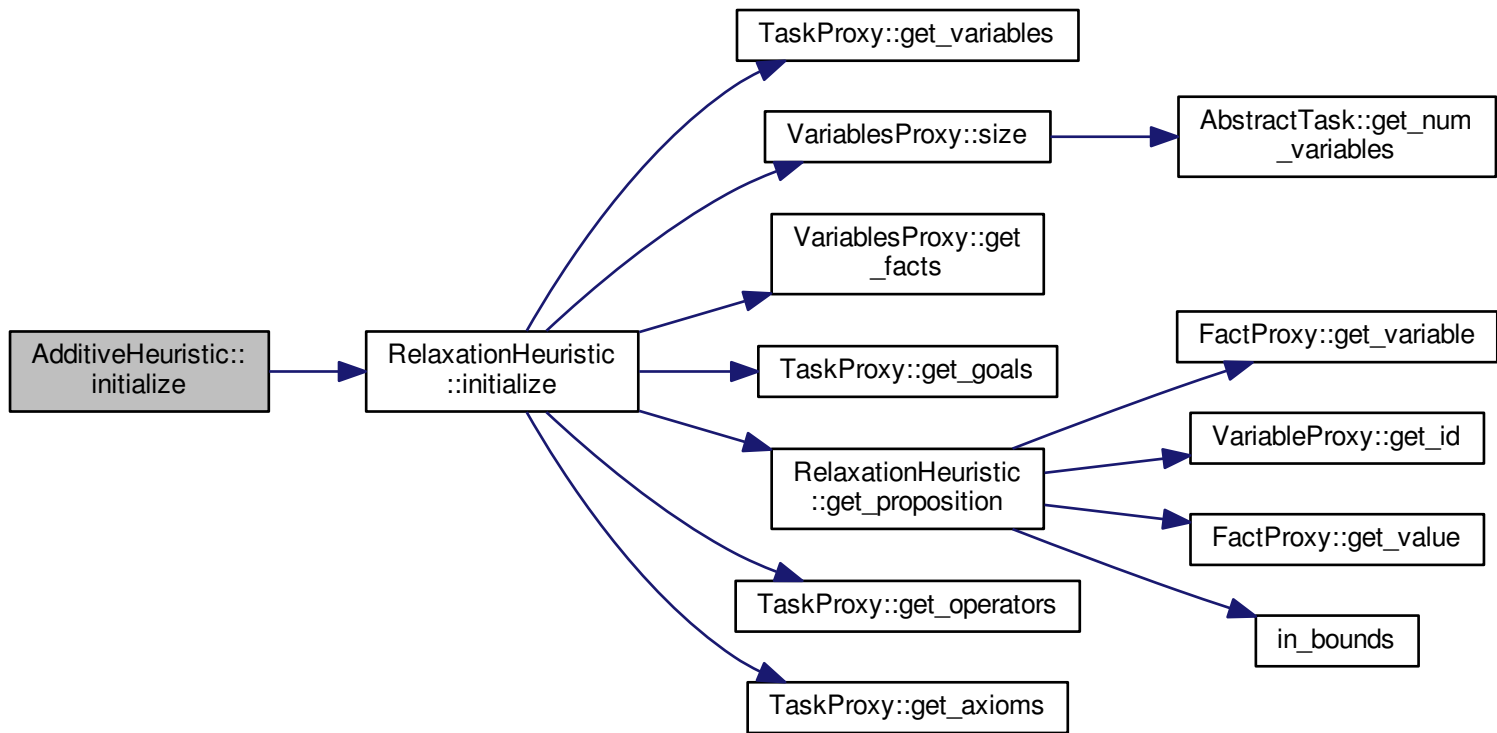 TaskProxy::get_variables
VariablesProxy::size
AbstractTask::get_num
_variables
VariablesProxy::get
_facts
AdditiveHeuristic::
initialize
RelaxationHeuristic
::initialize
TaskProxy::get_goals
FactProxy::get_variable
VariableProxy::get_id
RelaxationHeuristic
::get_proposition
FactProxy::get_value
TaskProxy::get_operators
in_bounds
TaskProxy::get_axioms